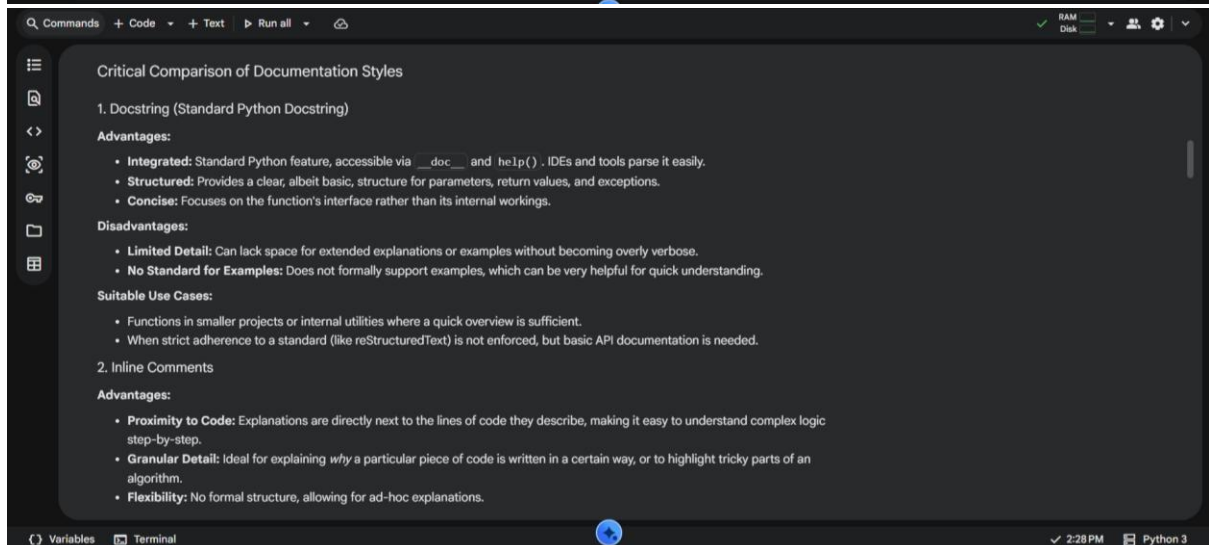 Commands + Code + Text Run all
RAM
Disk
Critical Comparison of Documentation Styles
1. Docstring (Standard Python Docstring)
Advantages:
• Integrated: Standard Python feature, accessible via __doc__ and help() . IDEs and tools parse it easily.
• Structured: Provides a clear, albeit basic, structure for parameters, return values, and exceptions.
• Concise: Focuses on the function's interface rather than its internal workings.
Disadvantages:
• Limited Detail: Can lack space for extended explanations or examples without becoming overly verbose.
• No Standard for Examples: Does not formally support examples, which can be very helpful for quick understanding.
Suitable Use Cases:
• Functions in smaller projects or internal utilities where a quick overview is sufficient.
• When strict adherence to a standard (like reStructuredText) is not enforced, but basic API documentation is needed.
2. Inline Comments
Advantages:
• Proximity to Code: Explanations are directly next to the lines of code they describe, making it easy to understand complex logic
step-by-step.
• Granular Detail: Ideal for explaining why a particular piece of code is written in a certain way, or to highlight tricky parts of an
algorithm.
• Flexibility: No formal structure, allowing for ad-hoc explanations.
{} Variables Terminal 2:28 PM Python 3